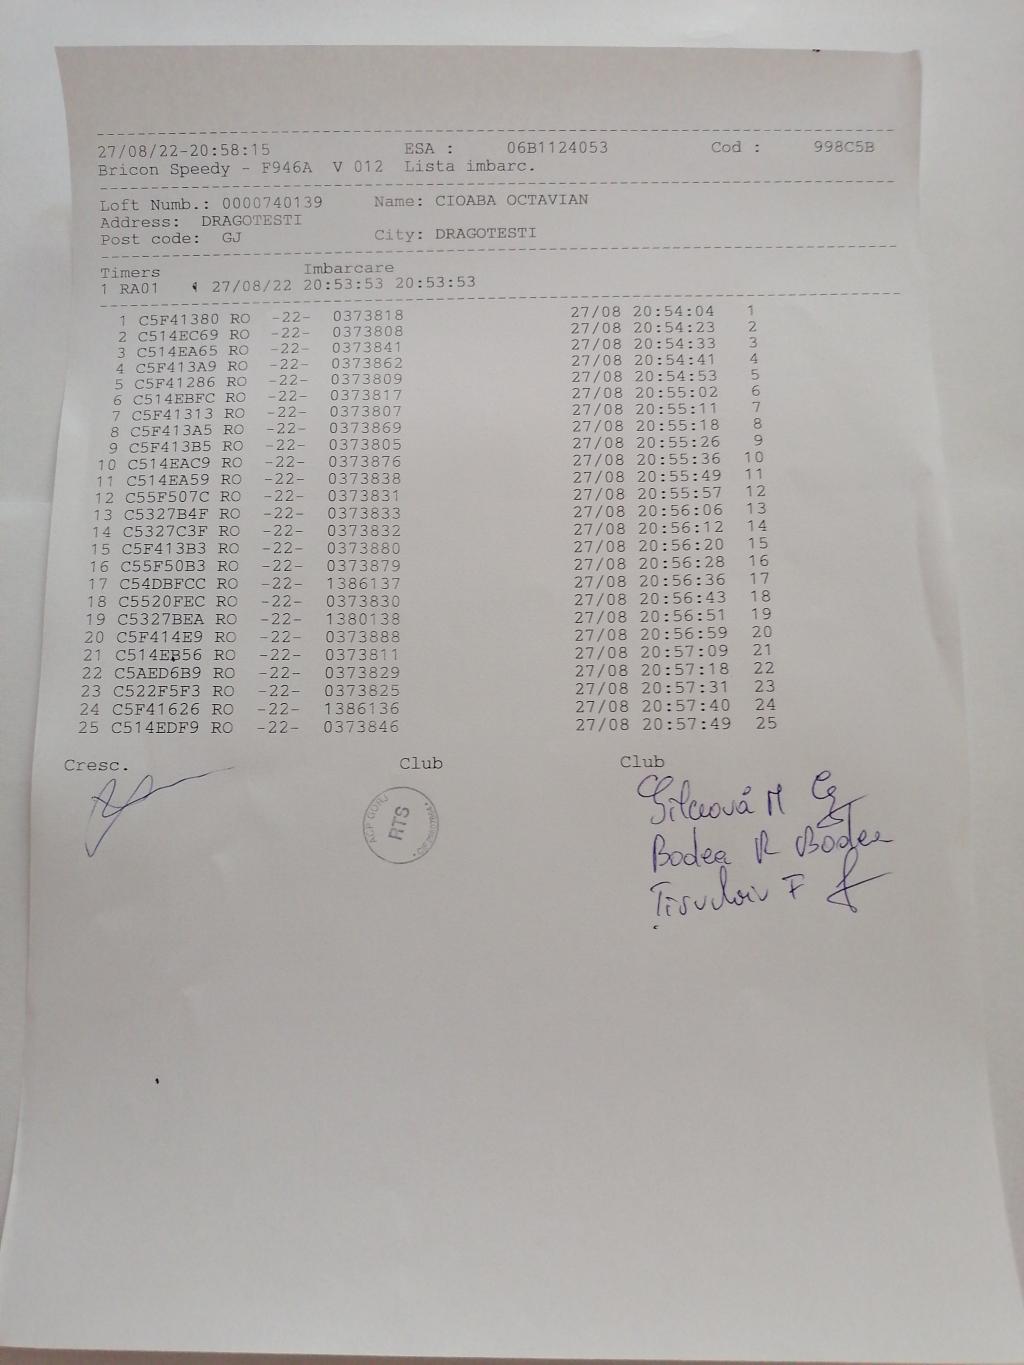 27/08/22-20:58:15 ESA : 06B1124053 Cod : 998C5B
Bricon Speedy - F946A V 012 Lista imbarc.
Loft Numb.: 0000740139 Name: CIOABA OCTAVIAN
Address: DRAGOTESTI
Post code: GJ City: DRAGOTESTI
Timers Imbarcare
1 RA01 27/08/22 20:53:53 20:53:53
1 C5F41380 RO -22- 0373818 27/08 20:54:04 1
2 C514EC69 RO -22- 0373808 27/08 20:54:23 2
3 C514EA65 RO -22- 0373841 27/08 20:54:33 3
4 C5F413A9 RO -22- 0373862 27/08 20:54:41 4
5 C5F41286 RO -22- 0373809 27/08 20:54:53 5
6 C514EBFC RO -22- 0373817 27/08 20:55:02 6
7 C5F41313 RO -22- 0373807 27/08 20:55:11 7
8 C5F413A5 RO -22- 0373869 27/08 20:55:18 8
9 C5F413B5 RO -22- 0373805 27/08 20:55:26 9
10 C514EAC9 RO -22- 0373876 27/08 20:55:36 10
11 C514EA59 RO -22- 0373838 27/08 20:55:49 11
12 C55F507C RO -22- 0373831 27/08 20:55:57 12
13 C5327B4F RO -22- 0373833 27/08 20:56:06 13
14 C5327C3F RO -22- 0373832 27/08 20:56:12 14
15 C5F413B3 RO -22- 0373880 27/08 20:56:20 15
16 C55F50B3 RO -22- 0373879 27/08 20:56:28 16
17 C54DBFCC RO -22- 1386137 27/08 20:56:36 17
18 C5520FEC RO -22- 0373830 27/08 20:56:43 18
19 C5327BEA RO -22- 1380138 27/08 20:56:51 19
20 C5F414E9 RO -22- 0373888 27/08 20:56:59 20
21 C514EB56 RO -22- 0373811 27/08 20:57:09 21
22 C5AED6B9 RO -22- 0373829 27/08 20:57:18 22
23 C522F5F3 RO -22- 0373825 27/08 20:57:31 23
24 C5F41626 RO -22- 1386136 27/08 20:57:40 24
25 C514EDF9 RO -22- 0373846 27/08 20:57:49 25
Cresc. Club Club
ACP GORJ
RTS
M
Bodea R Bodea
F